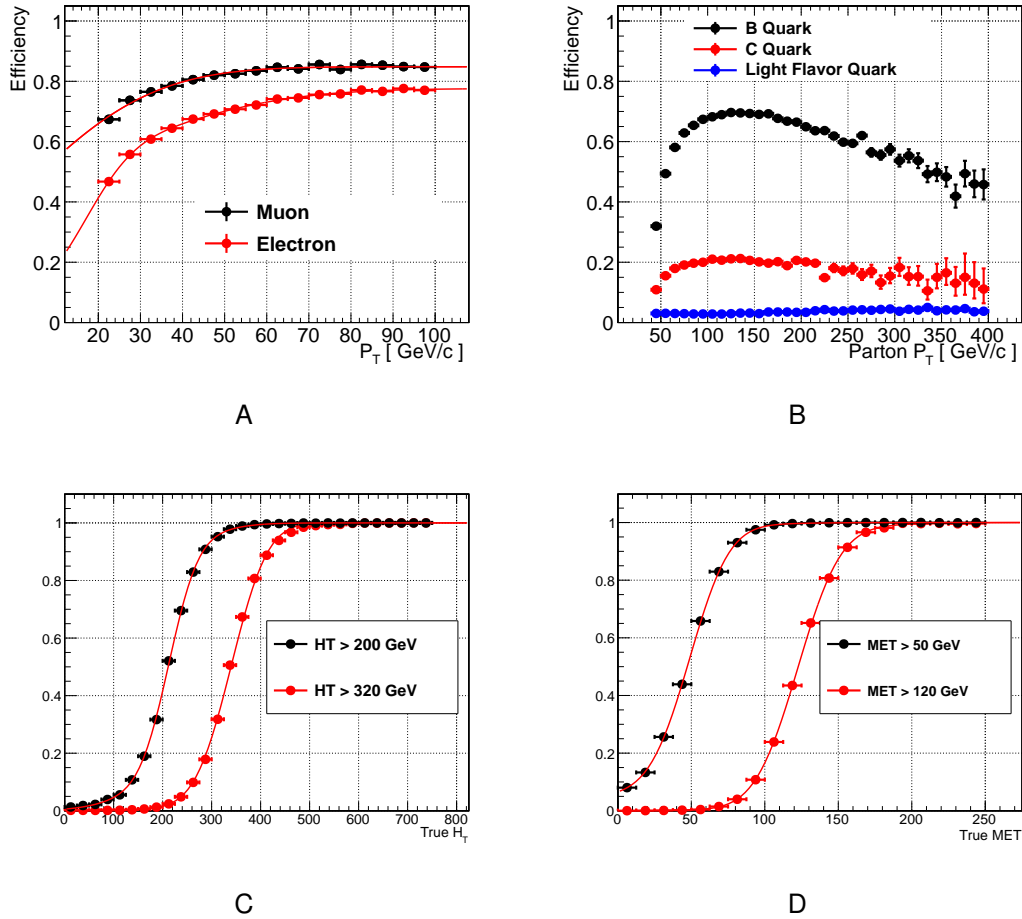 Efficiency
1
0.8
0.6
0.4
0.2
0
Muon
Electron
20 30 40 50 60 70 80 90 100
P_T [ GeV/c ]
A
Efficiency
1
0.8
0.6
0.4
0.2
0
B Quark
C Quark
Light Flavor Quark
50 100 150 200 250 300 350 400
Parton P_T [ GeV/c ]
B
1
0.8
0.6
0.4
0.2
0
HT > 200 GeV
HT > 320 GeV
0 100 200 300 400 500 600 700 800
True H_T
C
1
0.8
0.6
0.4
0.2
0
MET > 50 GeV
MET > 120 GeV
0 50 100 150 200 250
True MET
D